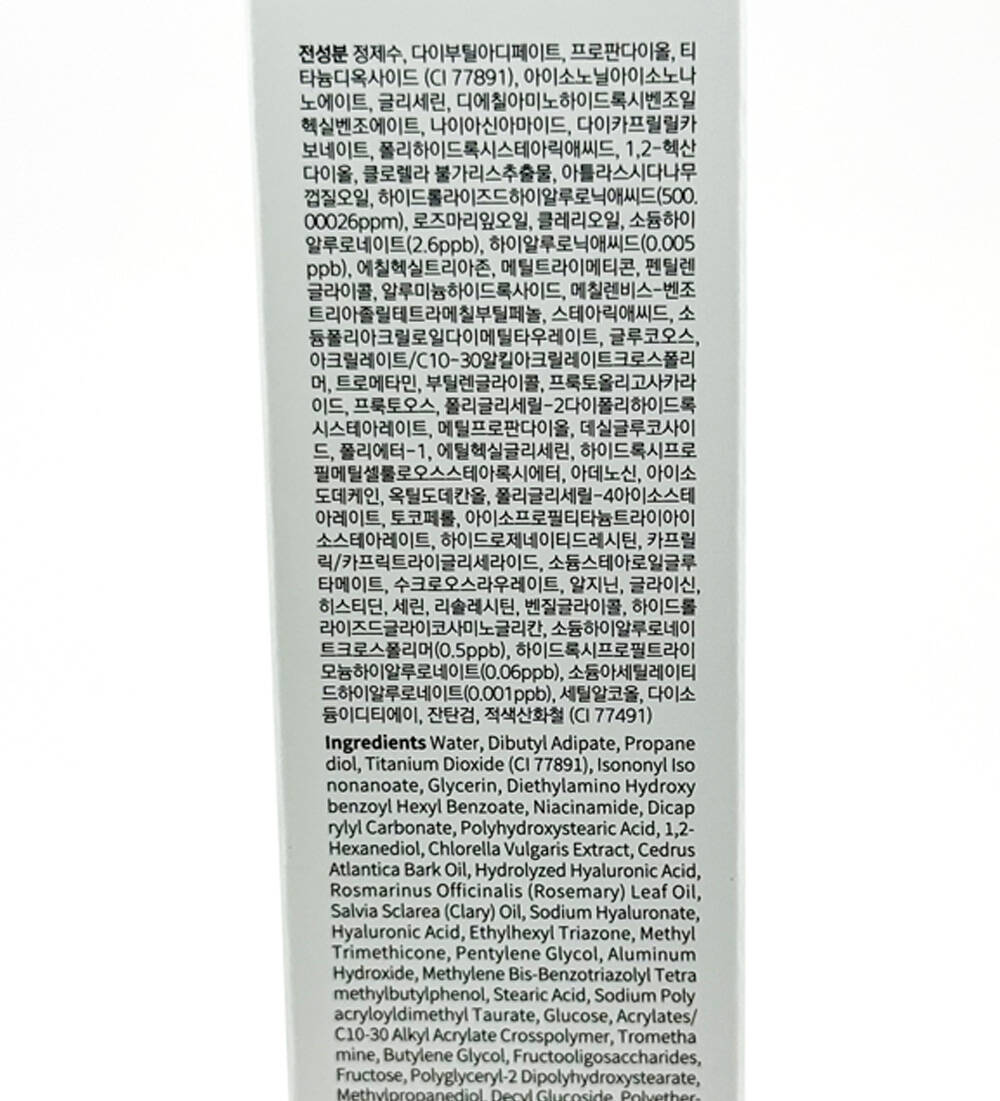 전성분 정제수, 다이부틸아디페이트, 프로판다이올, 티
타늄디옥사이드 (CI 77891), 아이소노닐아이소노나
노에이트, 글리세린, 디에칠아미노하이드록시벤조일
헥실벤조에이트, 나이아신아마이드, 다이카프릴릴카
보네이트, 폴리하이드록시스테아릭애씨드, 1,2-헥산
다이올, 클로렐라 불가리스추출물, 아틀라스시다나무
껍질오일, 하이드롤라이즈드하이알루로닉애씨드(500.
00026ppm), 로즈마리잎오일, 클레리오일, 소듐하이
알루로네이트(2.6ppb), 하이알루로닉애씨드(0.005
ppb), 에칠헥실트리아존, 메틸트라이메티콘, 펜틸렌
글라이콜, 알루미늄하이드록사이드, 메칠렌비스-벤조
트리아졸릴테트라메칠부틸페놀, 스테아릭애씨드, 소
듐폴리아크릴로일다이메틸타우레이트, 글루코오스,
아크릴레이트/C10-30알킬아크릴레이트크로스폴리
머, 트로메타민, 부틸렌글라이콜, 프룩토올리고사카라
이드, 프룩토오스, 폴리글리세릴-2다이폴리하이드록
시스테아레이트, 메틸프로판다이올, 데실글루코사이
드, 폴리에터-1, 에틸헥실글리세린, 하이드록시프로
필메틸셀룰로오스스테아록시에터, 아데노신, 아이소
도데케인, 옥틸도데칸올, 폴리글리세릴-4아이소스테
아레이트, 토코페롤, 아이소프로필티타늄트라이아이
소스테아레이트, 하이드로제네이티드레시틴, 카프릴
릭/카프릭트라이글리세라이드, 소듐스테아로일글루
타메이트, 수크로오스라우레이트, 알지닌, 글라이신,
히스티딘, 세린, 리솔레시틴, 벤질글라이콜, 하이드롤
라이즈드글라이코사미노글리칸, 소듐하이알루로네이
트크로스폴리머(0.5ppb), 하이드록시프로필트라이
모늄하이알루로네이트(0.06ppb), 소듐아세틸레이티
드하이알루로네이트(0.001ppb), 세틸알코올, 다이소
듐이디티에이, 잔탄검, 적색산화철 (CI 77491)
Ingredients Water, Dibutyl Adipate, Propane
diol, Titanium Dioxide (CI 77891), Isononyl Iso
nonanoate, Glycerin, Diethylamino Hydroxy
benzoyl Hexyl Benzoate, Niacinamide, Dicap
rylyl Carbonate, Polyhydroxystearic Acid, 1,2-
Hexanediol, Chlorella Vulgaris Extract, Cedrus
Atlantica Bark Oil, Hydrolyzed Hyaluronic Acid,
Rosmarinus Officinalis (Rosemary) Leaf Oil,
Salvia Sclarea (Clary) Oil, Sodium Hyaluronate,
Hyaluronic Acid, Ethylhexyl Triazone, Methyl
Trimethicone, Pentylene Glycol, Aluminum
Hydroxide, Methylene Bis-Benzotriazolyl Tetra
methylbutylphenol, Stearic Acid, Sodium Poly
acryloyldimethyl Taurate, Glucose, Acrylates/
C10-30 Alkyl Acrylate Crosspolymer, Trometha
mine, Butylene Glycol, Fructooligosaccharides,
Fructose, Polyglyceryl-2 Dipolyhydroxystearate,
Methylpropanediol, Decyl Glucoside, Polyether-